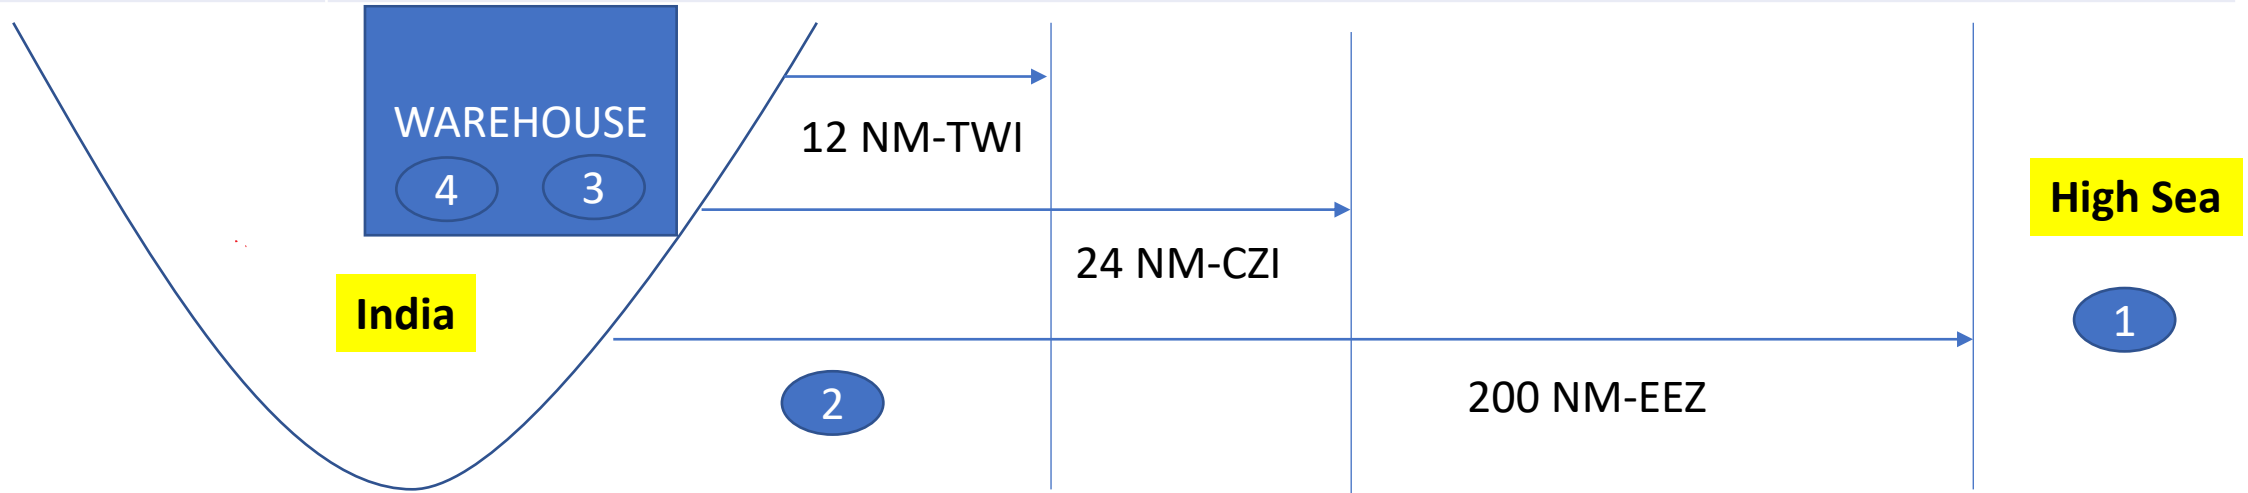 WAREHOUSE
4 3
12 NM-TWI
High Sea
24 NM-CZI
India
1
2
200 NM-EEZ